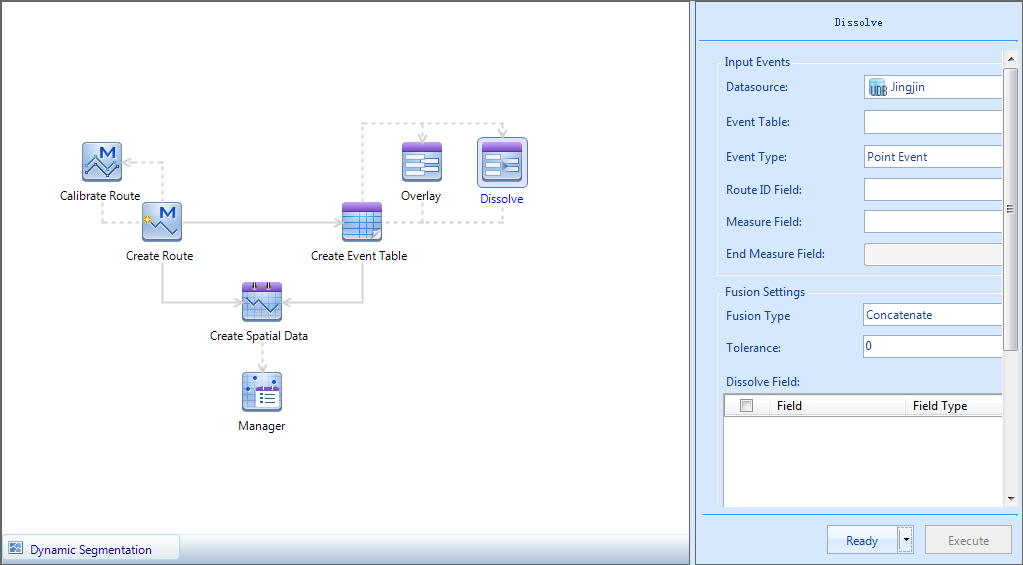 Dissolve
Input Events
Datasource: UDB Jingjin
Event Table:
Event Type: Point Event
Route ID Field:
Measure Field:
End Measure Field:
Fusion Settings
Fusion Type Concatenate
Tolerance: 0
Dissolve Field:
Field Field Type
Ready Execute
M
Calibrate Route
Overlay
Dissolve
M
Create Route
Create Event Table
Create Spatial Data
Manager
Dynamic Segmentation